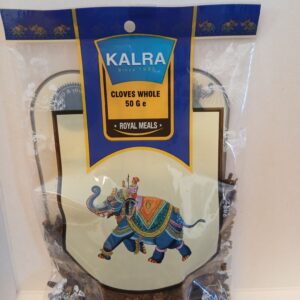 KALRA
CLOVES WHOLE
50 G e
• ROYAL MEALS •